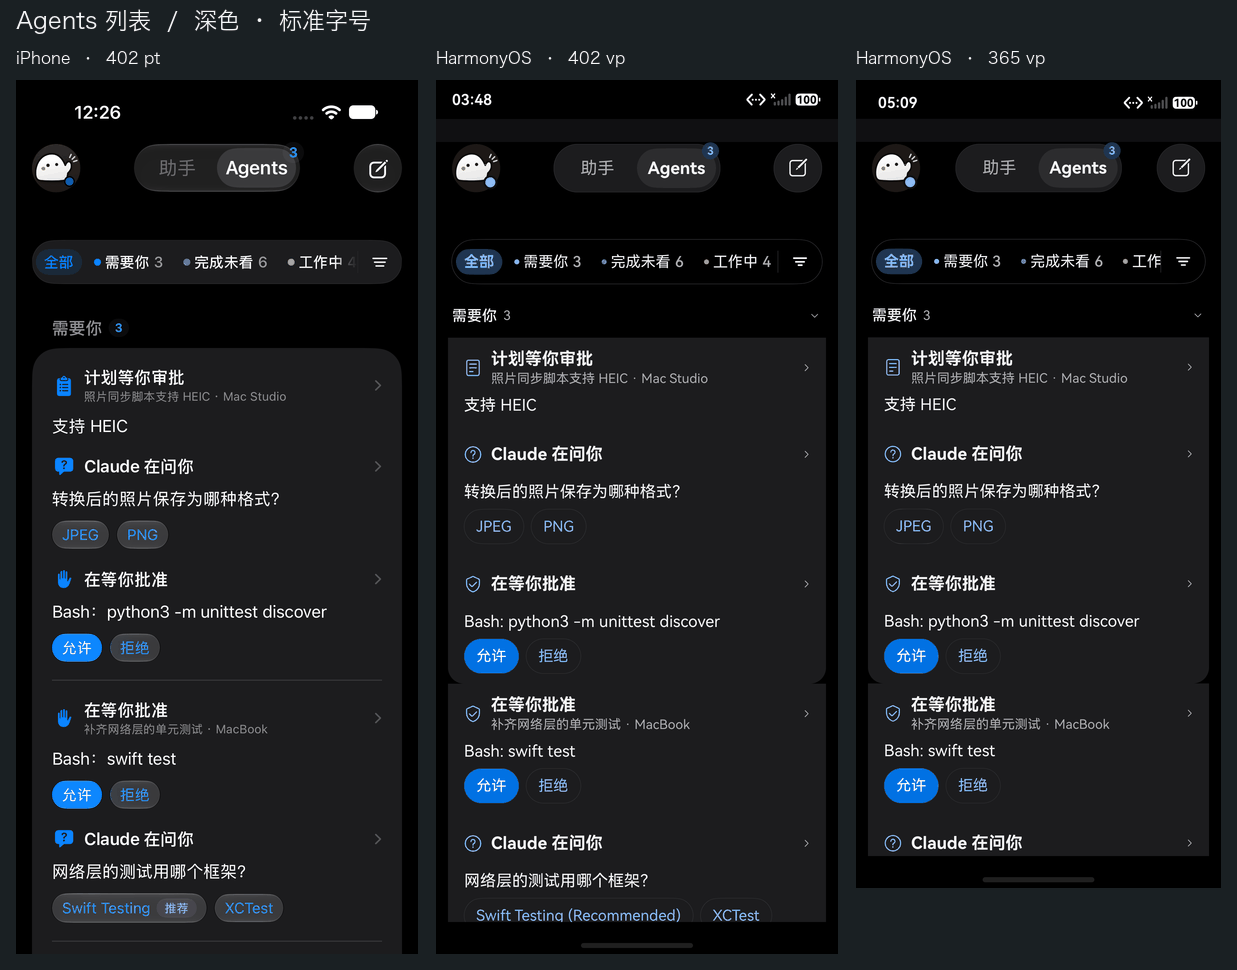 Agents 列表 / 深色 · 标准字号
iPhone · 402 pt
12:26
助手 Agents 3
全部 需要你 3 完成未看 6 工作中 4
需要你 3
计划等你审批
照片同步脚本支持 HEIC · Mac Studio
支持 HEIC
Claude 在问你
转换后的照片保存为哪种格式?
JPEG PNG
在等你批准
Bash: python3 -m unittest discover
允许 拒绝
在等你批准
补齐网络层的单元测试 · MacBook
Bash: swift test
允许 拒绝
Claude 在问你
网络层的测试用哪个框架?
Swift Testing 推荐 XCTest
HarmonyOS · 402 vp
03:48 100
助手 Agents 3
全部 需要你 3 完成未看 6 工作中 4
需要你 3
计划等你审批
照片同步脚本支持 HEIC · Mac Studio
支持 HEIC
Claude 在问你
转换后的照片保存为哪种格式?
JPEG PNG
在等你批准
Bash: python3 -m unittest discover
允许 拒绝
在等你批准
补齐网络层的单元测试 · MacBook
Bash: swift test
允许 拒绝
Claude 在问你
网络层的测试用哪个框架?
Swift Testing (Recommended) XCTest
HarmonyOS · 365 vp
05:09 100
助手 Agents 3
全部 需要你 3 完成未看 6 工作
需要你 3
计划等你审批
照片同步脚本支持 HEIC · Mac Studio
支持 HEIC
Claude 在问你
转换后的照片保存为哪种格式?
JPEG PNG
在等你批准
Bash: python3 -m unittest discover
允许 拒绝
在等你批准
补齐网络层的单元测试 · MacBook
Bash: swift test
允许 拒绝
Claude 在问你